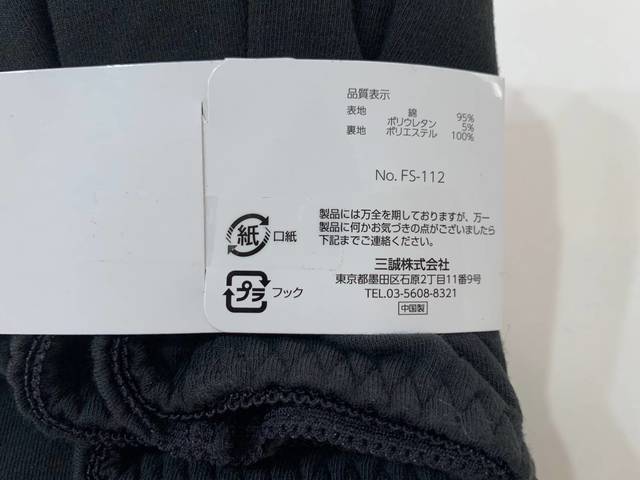 品質表示
表地 綿 95%
ポリウレタン 5%
裏地 ポリエステル 100%
No. FS-112
製品には万全を期しておりますが、万一
製品に何かお気づきの点がございましたら
下記までご連絡ください。
紙 口紙
プラ フック
三誠株式会社
東京都墨田区石原2丁目11番9号
TEL.03-5608-8321
中国製